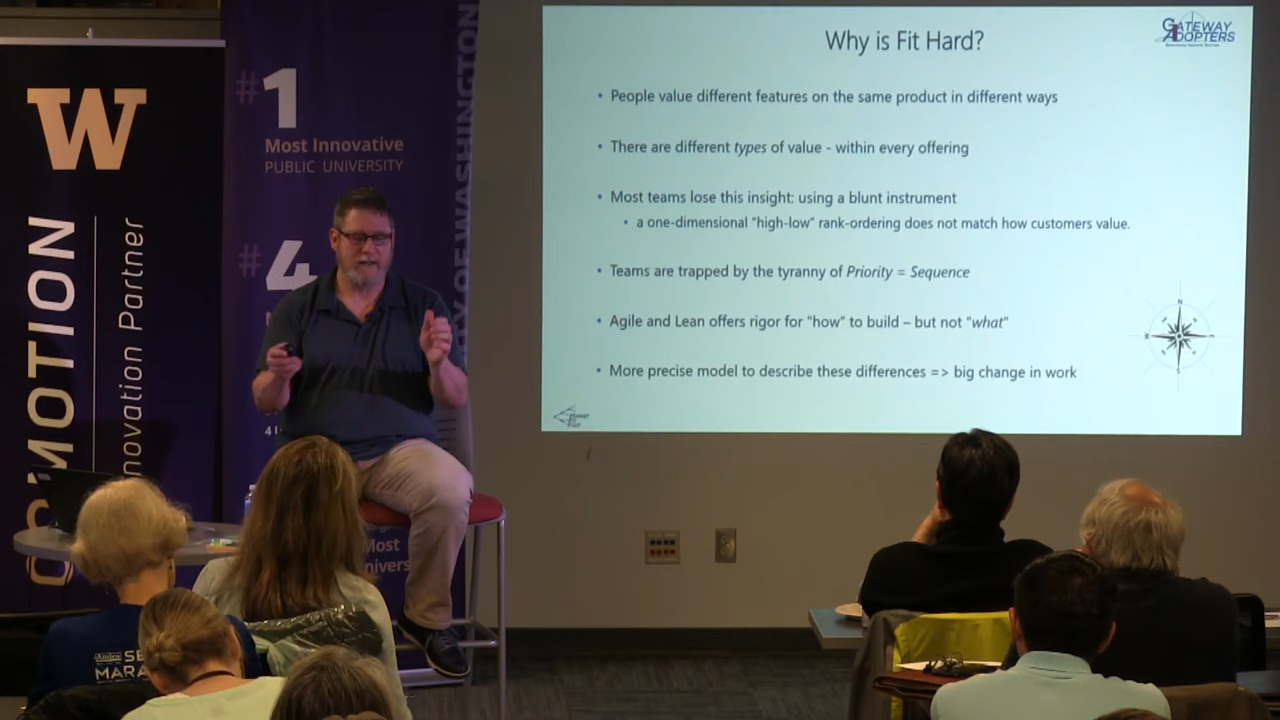 W
OMOTION
novation Partner
#1
Most Innovative
PUBLIC UNIVERSITY
#4
OF WASHINGTON
Most
Why is Fit Hard?
GATEWAY
ADOPTERS
• People value different features on the same product in different ways
• There are different types of value - within every offering
• Most teams lose this insight: using a blunt instrument
• a one-dimensional "high-low" rank-ordering does not match how customers value.
• Teams are trapped by the tyranny of Priority = Sequence
• Agile and Lean offers rigor for "how" to build – but not "what"
• More precise model to describe these differences => big change in work
N